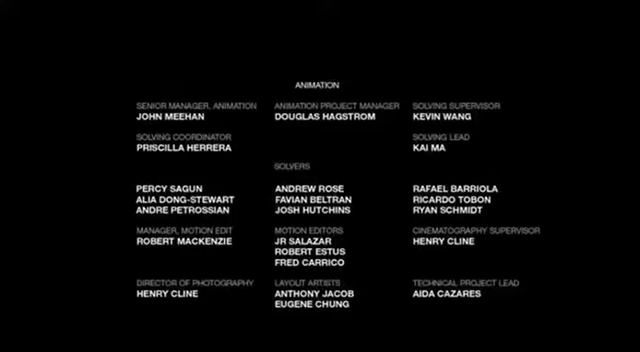 ANIMATION
SENIOR MANAGER, ANIMATION
JOHN MEEHAN
ANIMATION PROJECT MANAGER
DOUGLAS HAGSTROM
SOLVING SUPERVISOR
KEVIN WANG
SOLVING COORDINATOR
PRISCILLA HERRERA
SOLVING LEAD
KAI MA
SOLVERS
PERCY SAGUN
ALIA DONG-STEWART
ANDRE PETROSSIAN
ANDREW ROSE
FAVIAN BELTRAN
JOSH HUTCHINS
RAFAEL BARRIOLA
RICARDO TOBON
RYAN SCHMIDT
MANAGER, MOTION EDIT
ROBERT MACKENZIE
MOTION EDITORS
JR SALAZAR
ROBERT ESTUS
FRED CARRICO
CINEMATOGRAPHY SUPERVISOR
HENRY CLINE
DIRECTOR OF PHOTOGRAPHY
HENRY CLINE
LAYOUT ARTISTS
ANTHONY JACOB
EUGENE CHUNG
TECHNICAL PROJECT LEAD
AIDA CAZARES